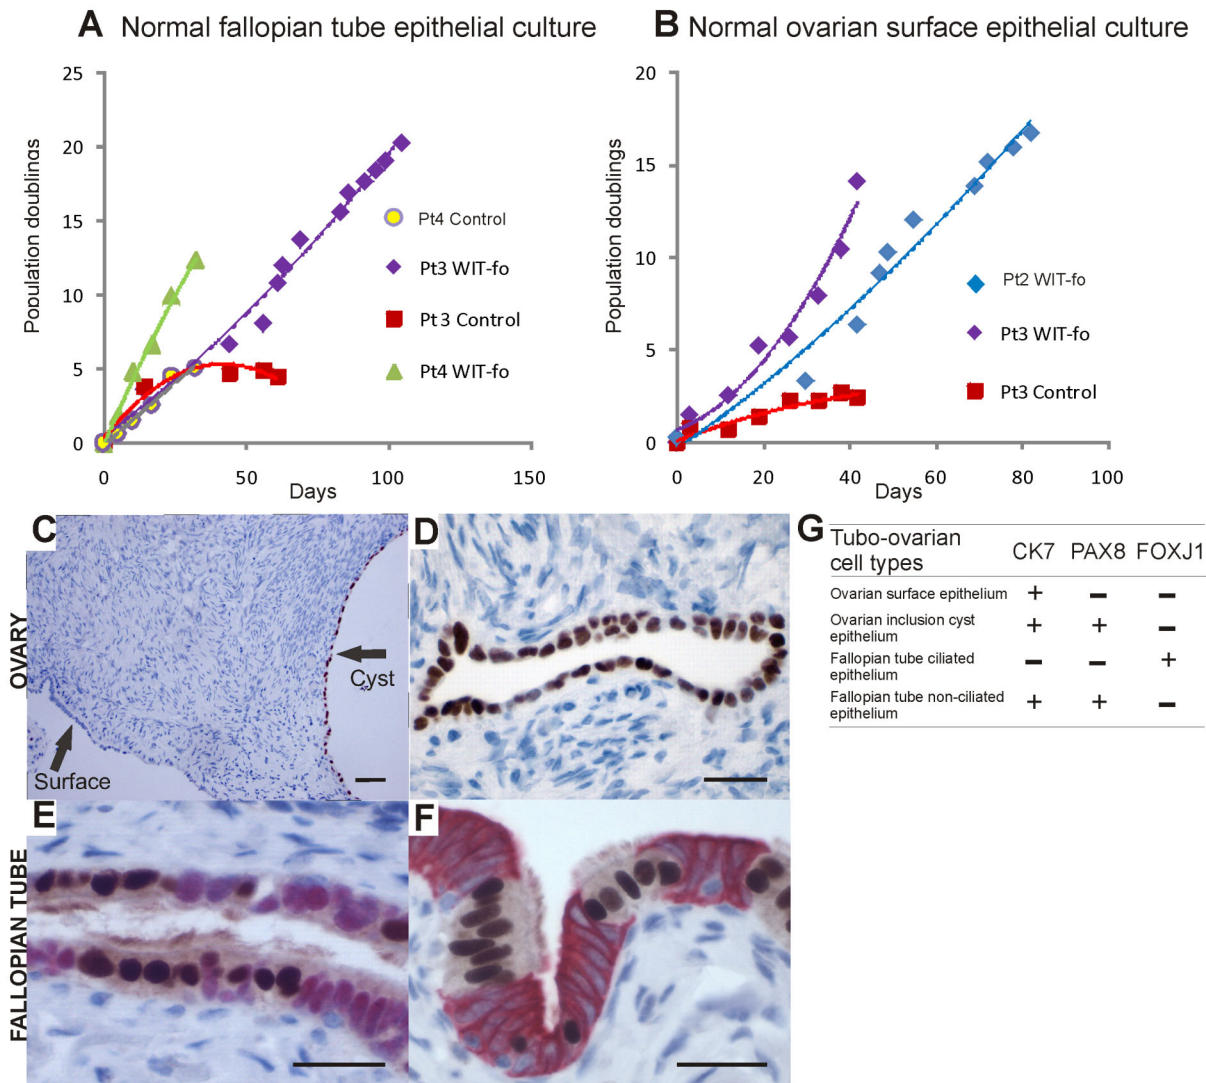 A Normal fallopian tube epithelial culture
Population doublings
25
20
15
10
5
0
0 50 100 150
Days
Pt4 Control
Pt3 WIT-fo
Pt 3 Control
Pt4 WIT-fo
B Normal ovarian surface epithelial culture
Population doublings
20
15
10
5
0
0 20 40 60 80 100
Days
Pt2 WIT-fo
Pt3 WIT-fo
Pt3 Control
OVARY
C
Cyst
Surface
D
G
Tubo-ovarian
cell types
CK7 PAX8 FOXJ1
Ovarian surface epithelium + – –
Ovarian inclusion cyst
epithelium + + –
Fallopian tube ciliated
epithelium – – +
Fallopian tube non-ciliated
epithelium + + –
FALLOPIAN TUBE
E
F